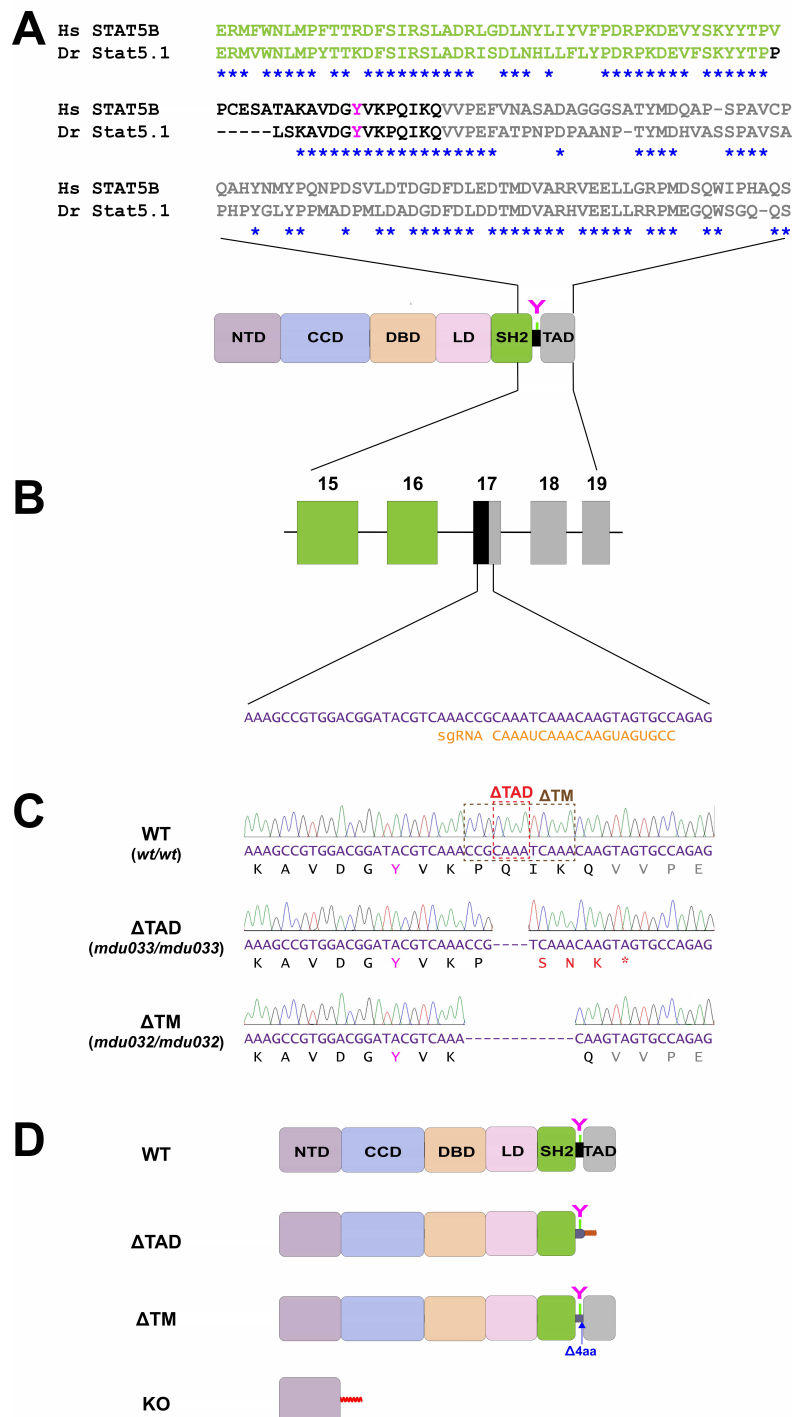 A
Hs STAT5B ERMFWNLMPFTTRDFSIRSLADRLGDLNYLIYVFPDRPKDEVYSKYYTPV
Dr Stat5.1 ERMVWNLMPYTTKDFSIRSLADRISDLNHLLFLYPDRPKDEVFSKYYTPP
*** ***** ** *********** *** ** * ******** *******
Hs STAT5B PCESATAKAVDGYVKPQIKQVVPEFVNASADAGGGSATYMDQAP-SPAVCP
Dr Stat5.1 -----LSKAVDGYVKPQIKQVVPEFATPNPDPAANP-TYMDHVASSPAVSA
****************** * **** ****
Hs STAT5B QAHYNMYPQNPDSVLDTDGDFDLEDTMDVARRVEELLGRPMDSQWIPHAQS
Dr Stat5.1 PHPYGLYPPMADPMLDADGDFDLDDTMDVARHVEELLRRPMEGQWSGQ-QS
* ** * ** ****** ******* ***** *** ** **
Y
NTD CCD DBD LD SH2 TAD
B
15 16 17 18 19
AAAGCCGTGGACGGATACGTCAAACCGCAAATCAAACAAGTAGTGCCAGAG
sgRNA CAAAUCAAACAAGUAGUGCC
C
ΔTAD ΔTM
WT
(wt/wt)
AAAGCCGTGGACGGATACGTCAAACCGCAAATCAAACAAGTAGTGCCAGAG
K A V D G Y V K P Q I K Q V V P E
ΔTAD
(mdu033/mdu033)
AAAGCCGTGGACGGATACGTCAAACCG----TCAAACAAGTAGTGCCAGAG
K A V D G Y V K P S N K *
ΔTM
(mdu032/mdu032)
AAAGCCGTGGACGGATACGTCAAA------------CAAGTAGTGCCAGAG
K A V D G Y V K Q V V P E
D
Y
WT NTD CCD DBD LD SH2 TAD
Y
ΔTAD
Y
ΔTM
Δ4aa
KO